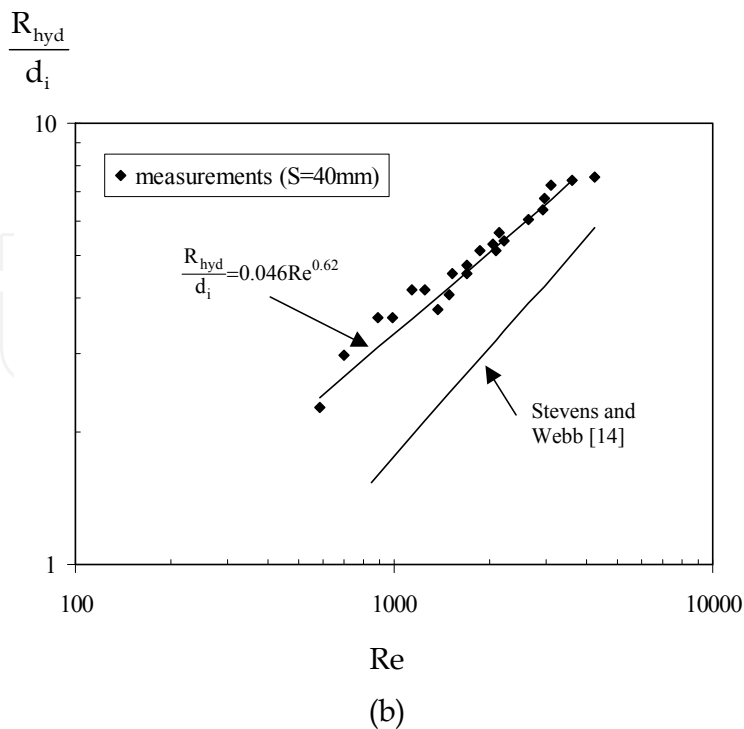 R_hyd
d_i
10
◆ measurements (S=40mm)
R_hyd
d_i
=0.046Re^0.62
Stevens and
Webb [14]
1
100
1000
10000
Re
(b)